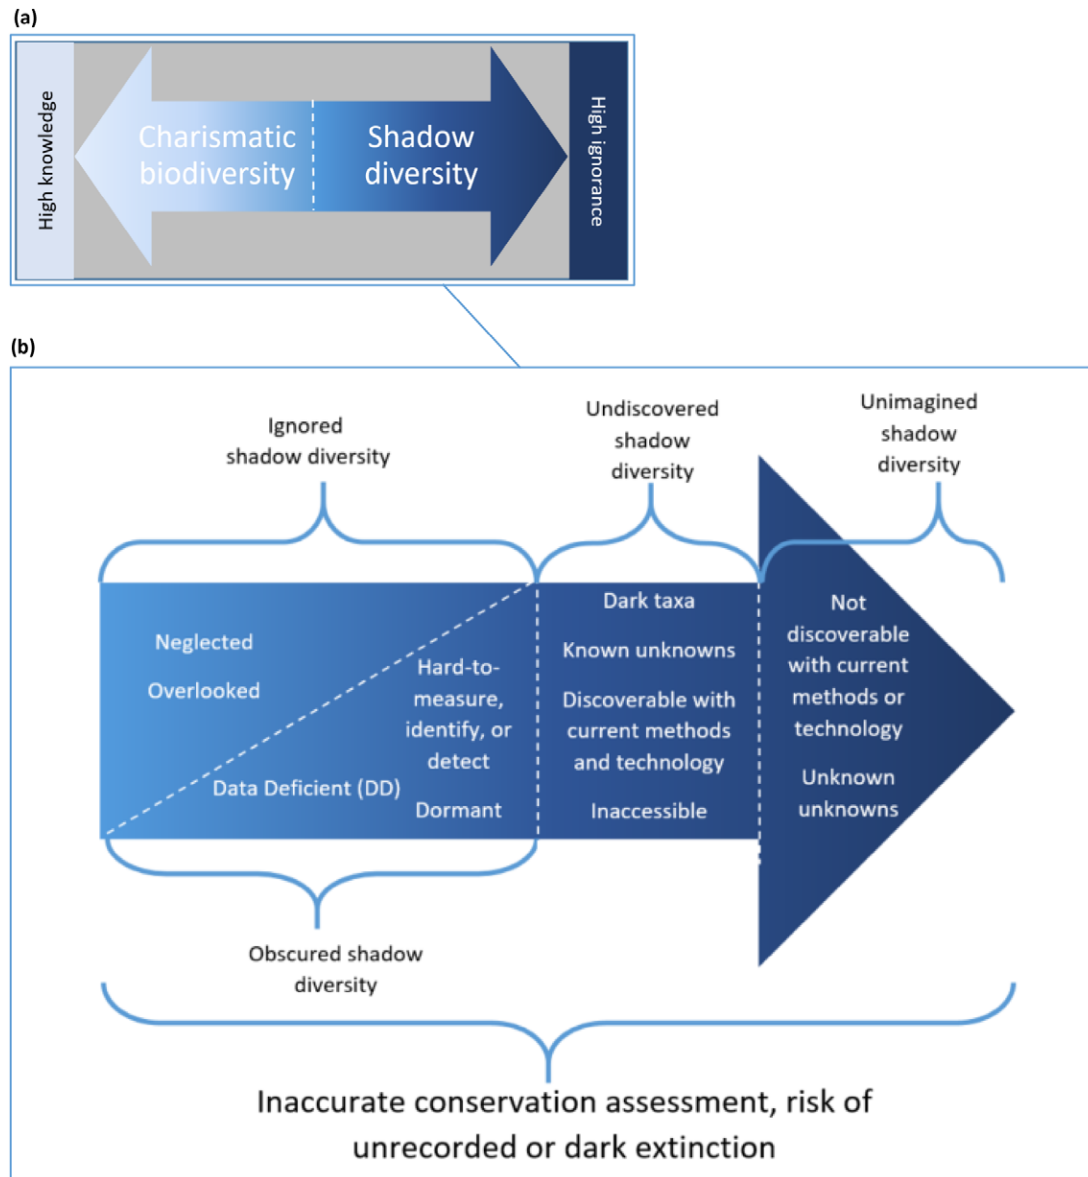 (a)
High knowledge
Charismatic
biodiversity
Shadow
diversity
High ignorance
(b)
Ignored
shadow diversity
Undiscovered
shadow
diversity
Unimagined
shadow
diversity
Neglected
Overlooked
Data Deficient (DD)
Hard-to-
measure,
identify, or
detect
Dormant
Dark taxa
Known unknowns
Discoverable with
current methods
and technology
Inaccessible
Not
discoverable
with current
methods or
technology
Unknown
unknowns
Obscured shadow
diversity
Inaccurate conservation assessment, risk of
unrecorded or dark extinction